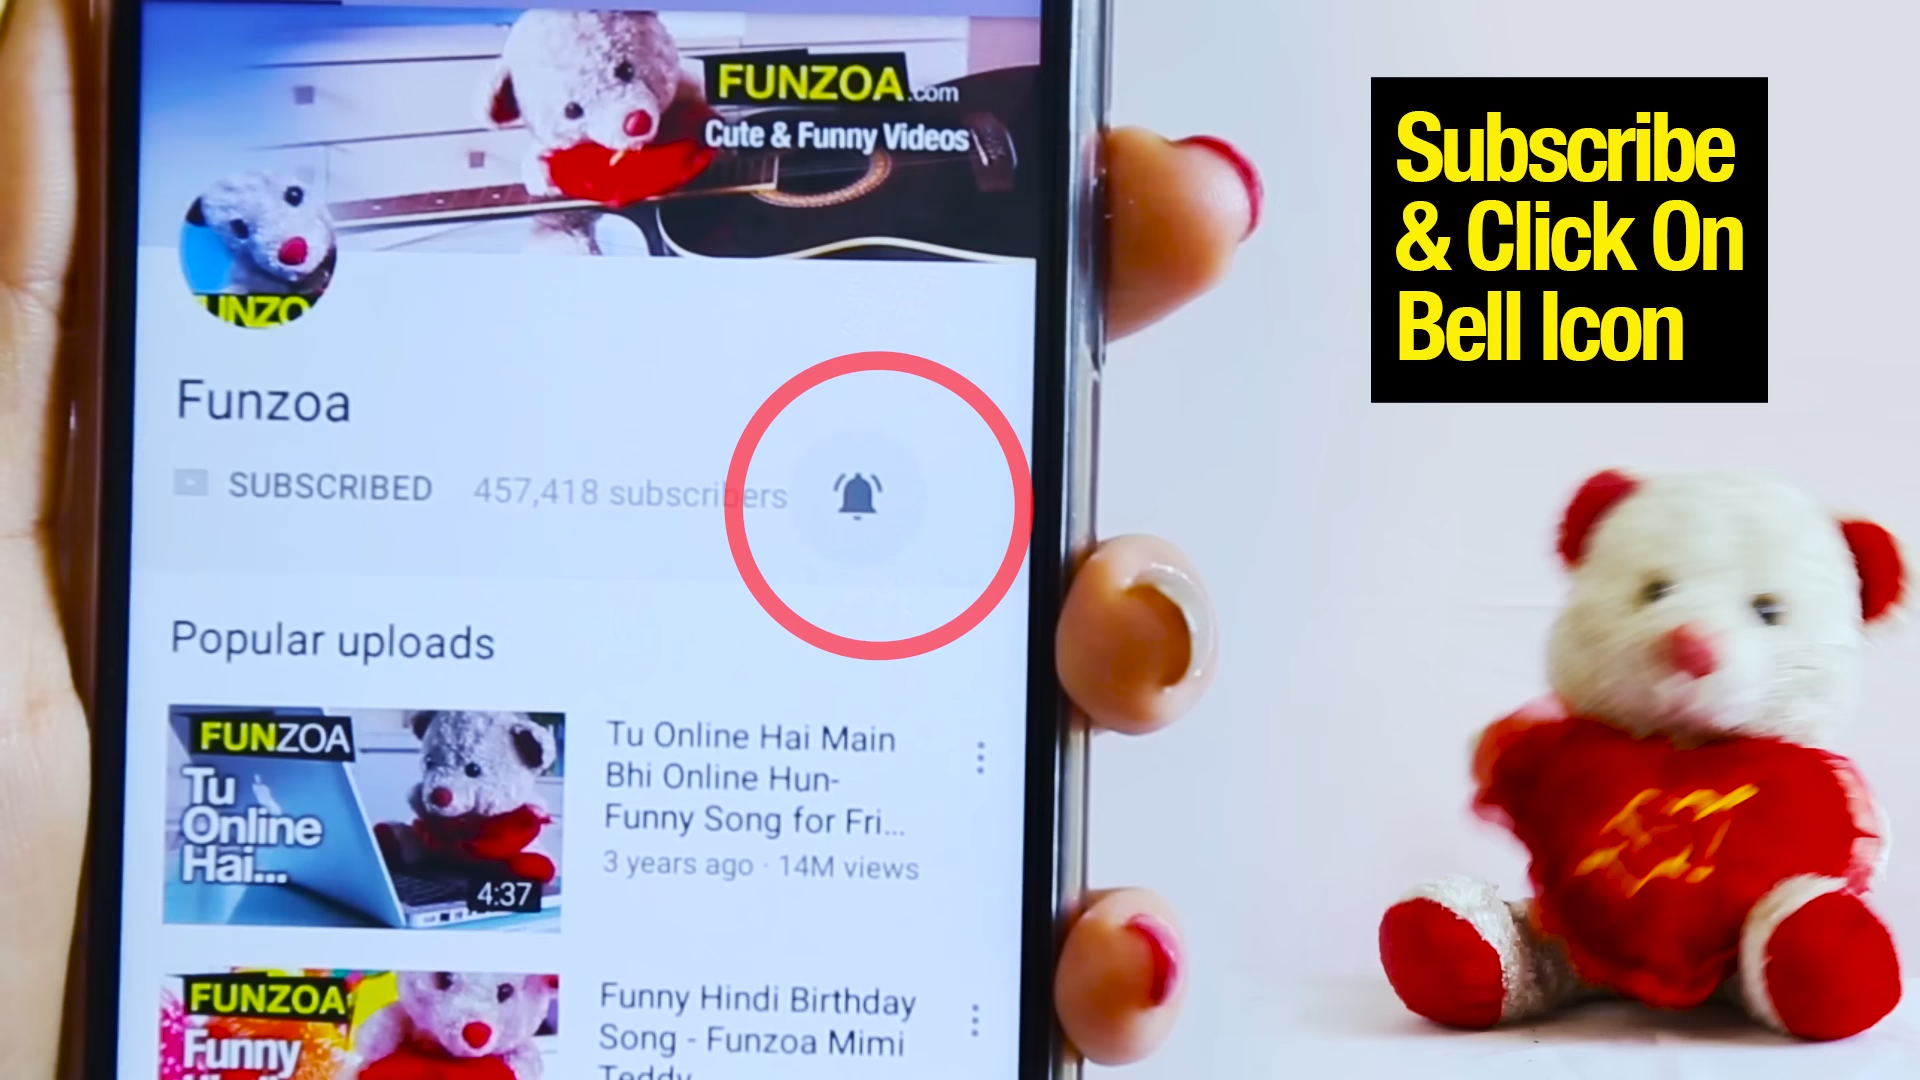 FUNZOA.com
Cute & Funny Videos
UNZO
Funzoa
SUBSCRIBED 457,418 subscribers
Popular uploads
FUNZOA
Tu
Online
Hai...
4:37
Tu Online Hai Main
Bhi Online Hun-
Funny Song for Fri...
3 years ago · 14M views
FUNZOA
Funny
Funny Hindi Birthday
Song - Funzoa Mimi
Teddy
Subscribe
& Click On
Bell Icon